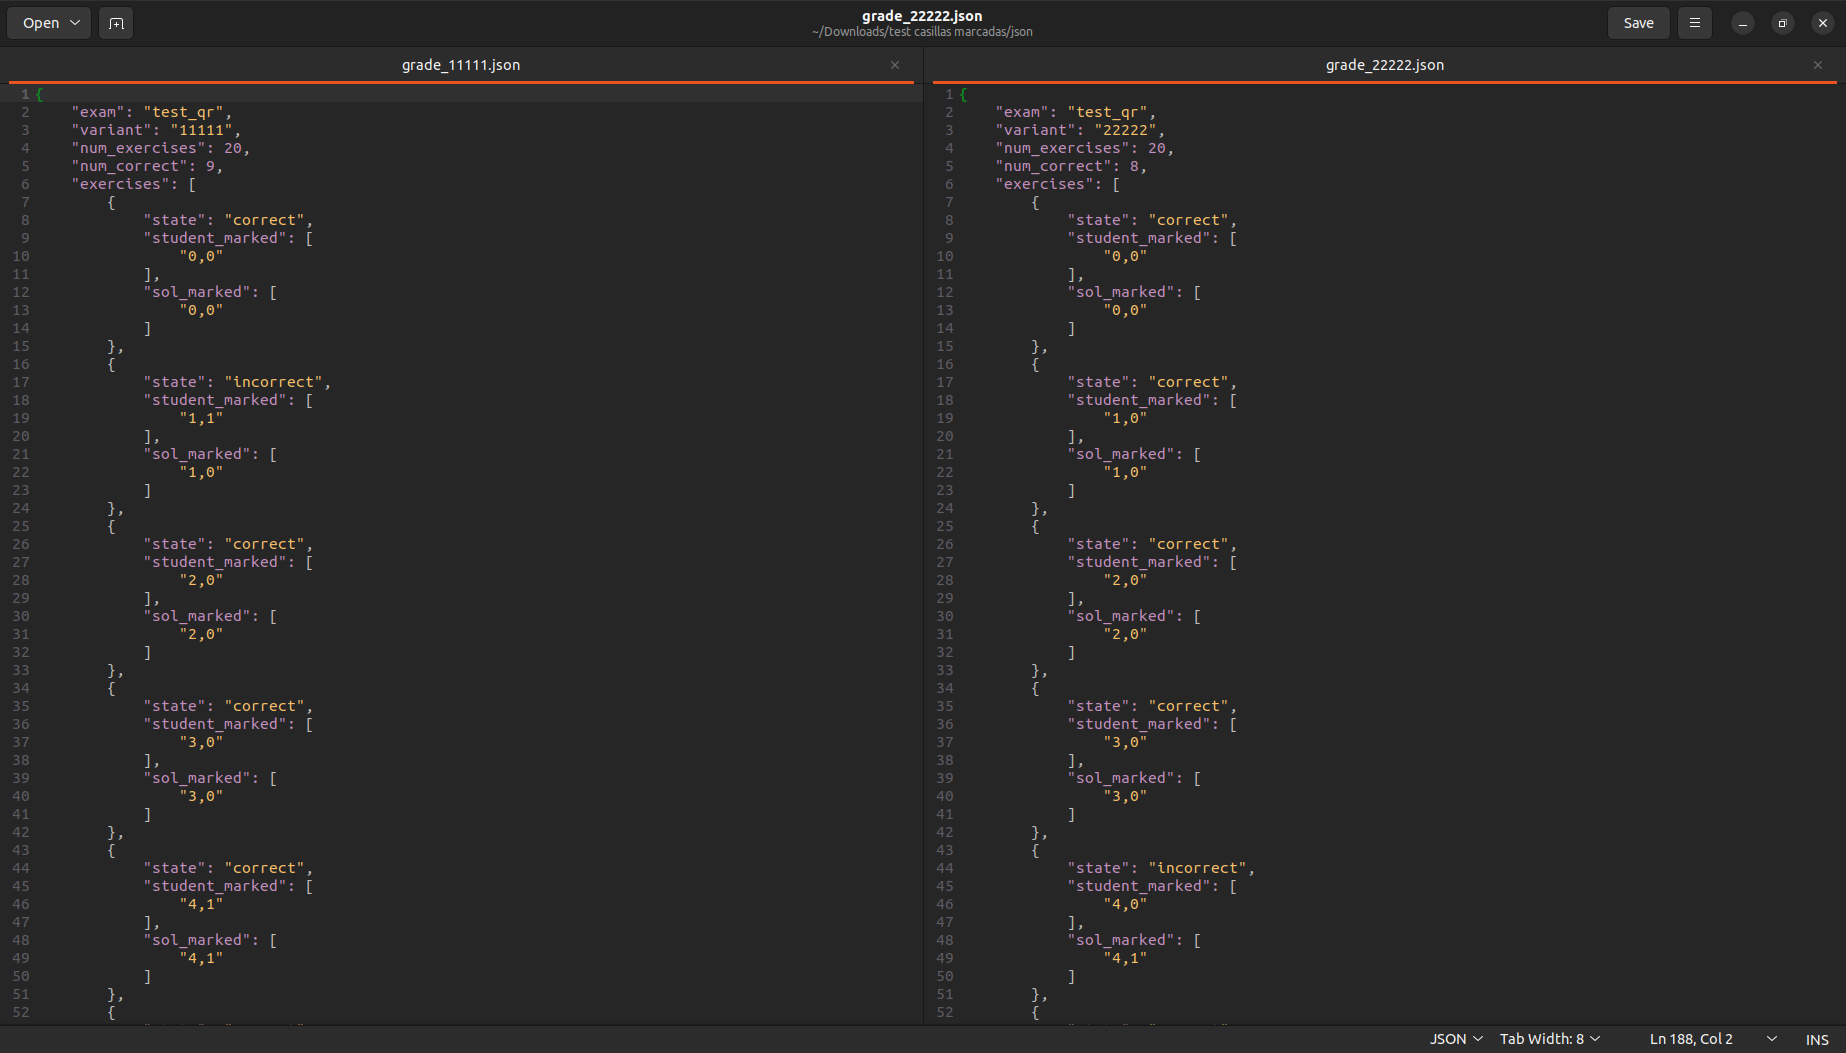 Open
grade_22222.json
~/Downloads/test casillas marcadas/json
Save
grade_11111.json
1 {
2 "exam": "test_qr",
3 "variant": "11111",
4 "num_exercises": 20,
5 "num_correct": 9,
6 "exercises": [
7 {
8 "state": "correct",
9 "student_marked": [
10 "0,0"
11 ],
12 "sol_marked": [
13 "0,0"
14 ]
15 },
16 {
17 "state": "incorrect",
18 "student_marked": [
19 "1,1"
20 ],
21 "sol_marked": [
22 "1,0"
23 ]
24 },
25 {
26 "state": "correct",
27 "student_marked": [
28 "2,0"
29 ],
30 "sol_marked": [
31 "2,0"
32 ]
33 },
34 {
35 "state": "correct",
36 "student_marked": [
37 "3,0"
38 ],
39 "sol_marked": [
40 "3,0"
41 ]
42 },
43 {
44 "state": "correct",
45 "student_marked": [
46 "4,1"
47 ],
48 "sol_marked": [
49 "4,1"
50 ]
51 },
52 {
grade_22222.json
1 {
2 "exam": "test_qr",
3 "variant": "22222",
4 "num_exercises": 20,
5 "num_correct": 8,
6 "exercises": [
7 {
8 "state": "correct",
9 "student_marked": [
10 "0,0"
11 ],
12 "sol_marked": [
13 "0,0"
14 ]
15 },
16 {
17 "state": "correct",
18 "student_marked": [
19 "1,0"
20 ],
21 "sol_marked": [
22 "1,0"
23 ]
24 },
25 {
26 "state": "correct",
27 "student_marked": [
28 "2,0"
29 ],
30 "sol_marked": [
31 "2,0"
32 ]
33 },
34 {
35 "state": "correct",
36 "student_marked": [
37 "3,0"
38 ],
39 "sol_marked": [
40 "3,0"
41 ]
42 },
43 {
44 "state": "incorrect",
45 "student_marked": [
46 "4,0"
47 ],
48 "sol_marked": [
49 "4,1"
50 ]
51 },
52 {
JSON Tab Width: 8 Ln 188, Col 2 INS